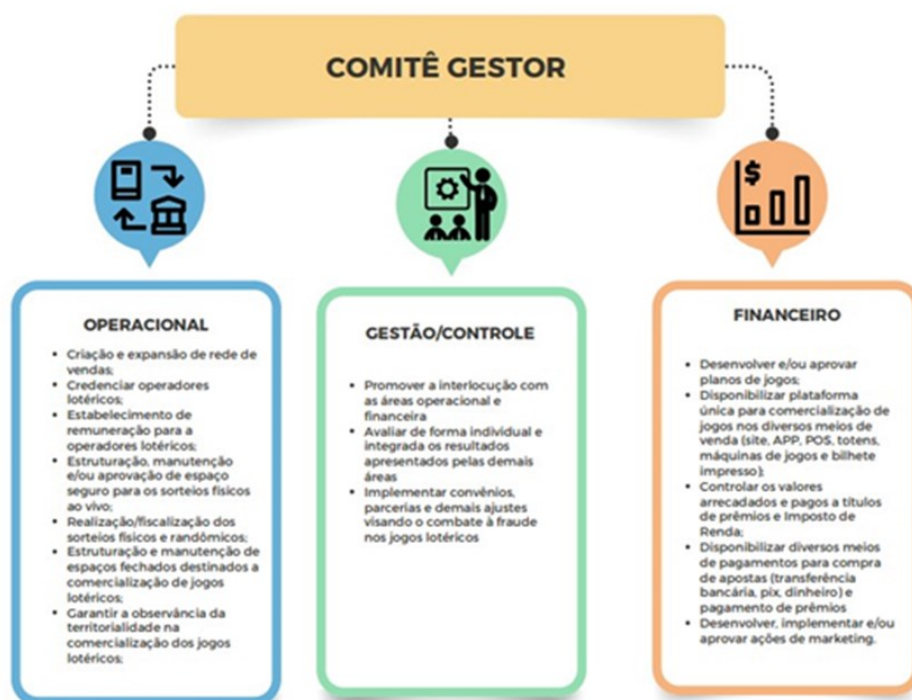 COMITÊ GESTOR
$
OPERACIONAL
• Criação e expansão de rede de
vendas;
• Credenciar operadores
lotéricos;
• Estabelecimento de
remuneração para a
operadores lotéricos;
• Estruturação, manutenção
e/ou aprovação de espaço
seguro para os sorteios físicos
ao vivo;
• Realização/fiscalização dos
sorteios físicos e randômicos;
• Estruturação e manutenção de
espaços fechados destinados a
comercialização de jogos
lotéricos;
• Garantir a observância da
territorialidade na
comercialização dos jogos
lotéricos;
GESTÃO/CONTROLE
• Promover a interlocução com
as áreas operacional e
financeira
• Avaliar de forma individual e
integrada os resultados
apresentados pelas demais
áreas
• Implementar convênios,
parcerias e demais ajustes
visando o combate à fraude
nos jogos lotéricos
FINANCEIRO
• Desenvolver e/ou aprovar
planos de jogos;
• Disponibilizar plataforma
única para comercialização de
jogos nos diversos meios de
venda (site, APP, POS, totens,
máquinas de jogos e bilhete
impresso);
• Controlar os valores
arrecadados e pagos a títulos
de prêmios e Imposto de
Renda;
• Disponibilizar diversos meios
de pagamentos para compra
de apostas (transferência
bancária, pix, dinheiro) e
pagamento de prêmios
• Desenvolver, implementar e/ou
aprovar ações de marketing.